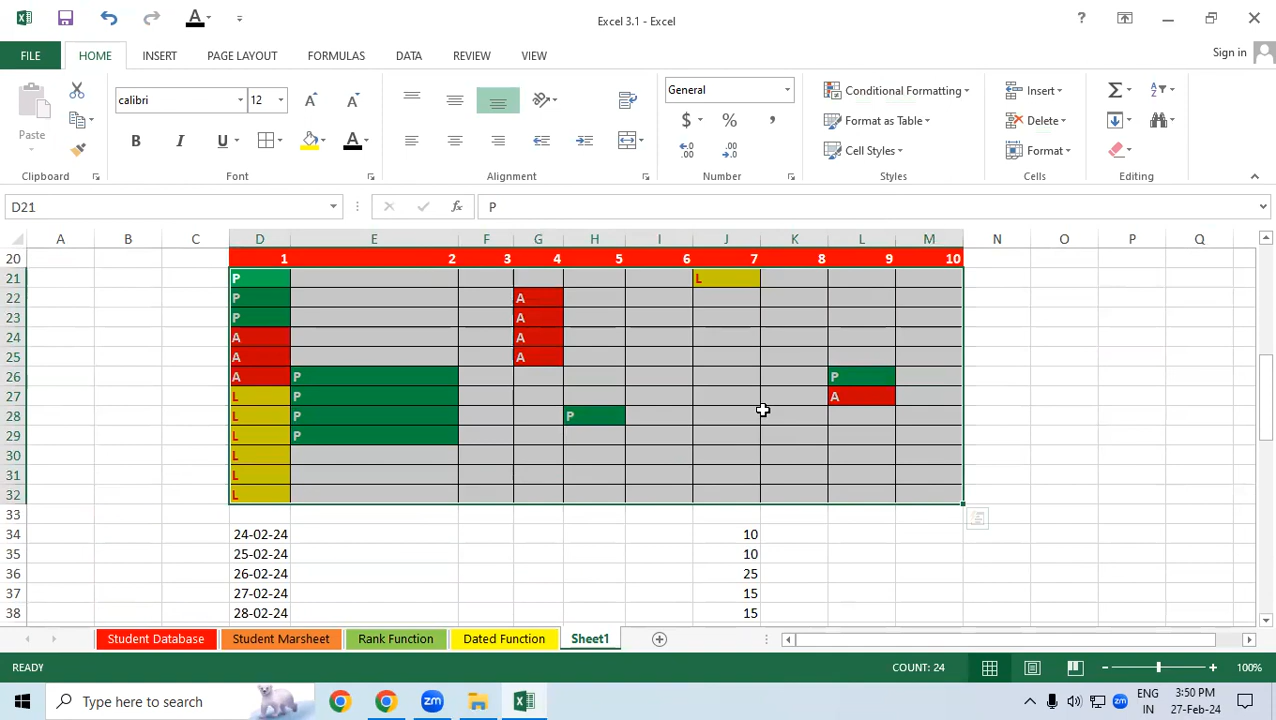 Excel 3.1 - Excel
? 
Sign in
FILE HOME INSERT PAGE LAYOUT FORMULAS DATA REVIEW VIEW
Paste
calibri 12
B I U
General
$ % ,
Conditional Formatting
Format as Table
Cell Styles
Insert
Delete
Format
Clipboard Font Alignment Number Styles Cells Editing
D21 fx P
A B C D E F G H I J K L M N O P Q
20 1 2 3 4 5 6 7 8 9 10
21 P L
22 P A
23 P A
24 A A
25 A A
26 A P P
27 L P A
28 L P P
29 L P
30 L
31 L
32 L
33
34 24-02-24 10
35 25-02-24 10
36 26-02-24 25
37 27-02-24 15
38 28-02-24 15
Student Database Student Marsheet Rank Function Dated Function Sheet1
READY COUNT: 24 100%
Type here to search
zm
zm
ENG
IN
3:50 PM
27-Feb-24